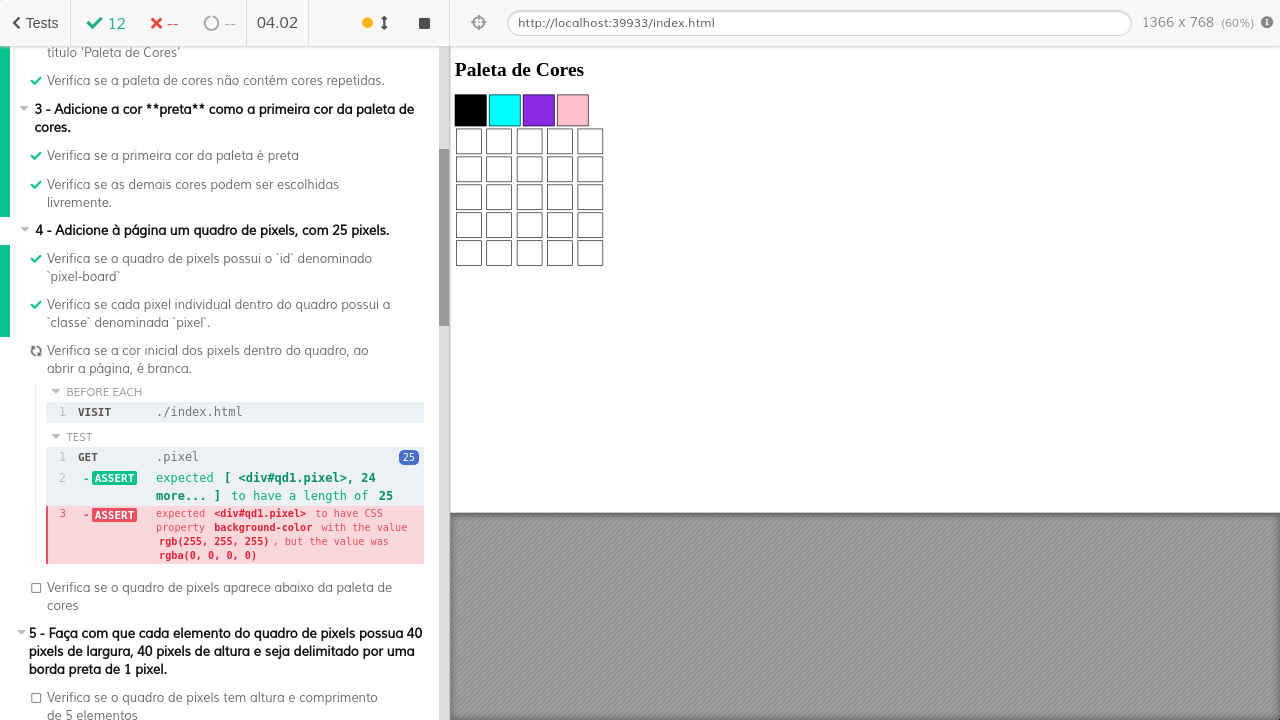 Tests 12 -- -- 04.02
http://localhost:39933/index.html 1366 x 768 (60%)
título 'Paleta de Cores'
Verifica se a paleta de cores não contém cores repetidas.
3 - Adicione a cor **preta** como a primeira cor da paleta de
cores.
Verifica se a primeira cor da paleta é preta
Verifica se as demais cores podem ser escolhidas
livremente.
4 - Adicione à página um quadro de pixels, com 25 pixels.
Verifica se o quadro de pixels possui o `id` denominado
`pixel-board`
Verifica se cada pixel individual dentro do quadro possui a
`classe` denominada `pixel`.
Verifica se a cor inicial dos pixels dentro do quadro, ao
abrir a página, é branca.
BEFORE EACH
1 VISIT ./index.html
TEST
1 GET .pixel 25
2 -ASSERT expected [ <div#qd1.pixel>, 24
more... ] to have a length of 25
3 -ASSERT expected <div#qd1.pixel> to have CSS
property background-color with the value
rgb(255, 255, 255), but the value was
rgba(0, 0, 0, 0)
Verifica se o quadro de pixels aparece abaixo da paleta de
cores
5 - Faça com que cada elemento do quadro de pixels possua 40
pixels de largura, 40 pixels de altura e seja delimitado por uma
borda preta de 1 pixel.
Verifica se o quadro de pixels tem altura e comprimento
de 5 elementos
Paleta de Cores